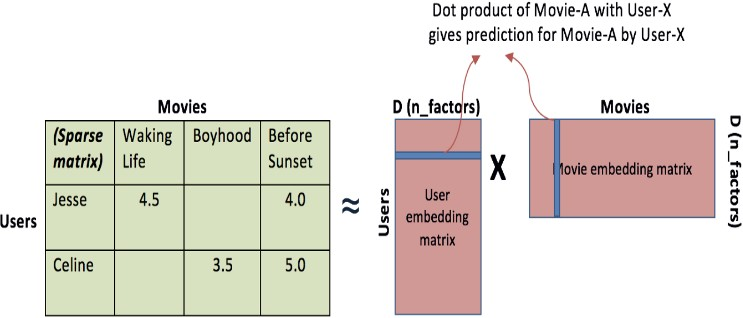 Dot product of Movie-A with User-X
gives prediction for Movie-A by User-X
Movies
(Sparse matrix)
Waking Life
Boyhood
Before Sunset
Users
Jesse
4.5
4.0
Celine
3.5
5.0
≈
D (n_factors)
Users
User
embedding
matrix
X
Movies
Movie embedding matrix
D (n_factors)